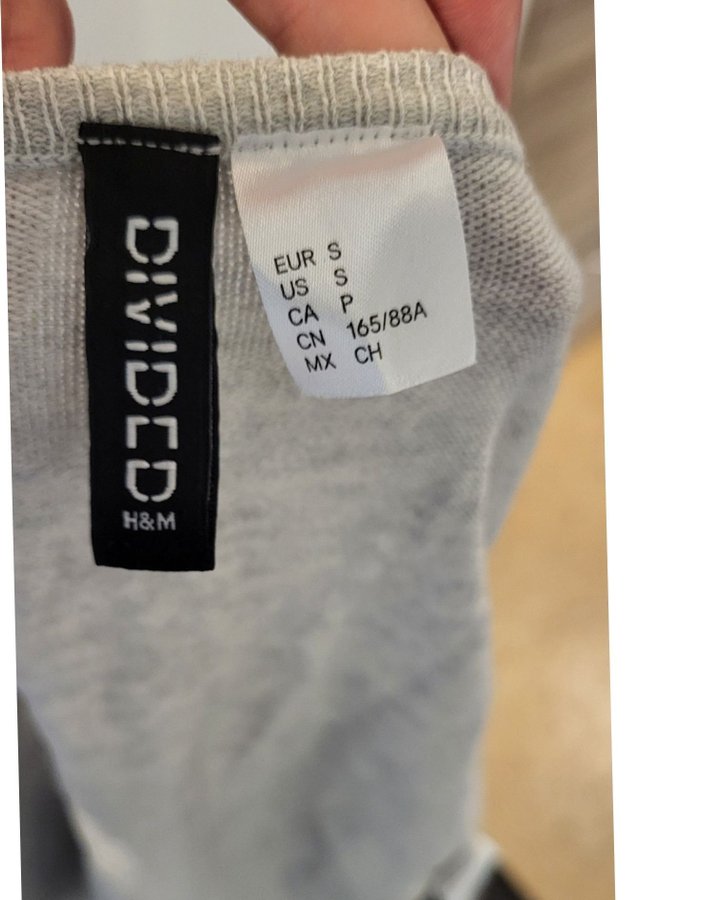 DIVIDED
H&M
EUR S
US S
CA P
CN 165/88A
MX CH